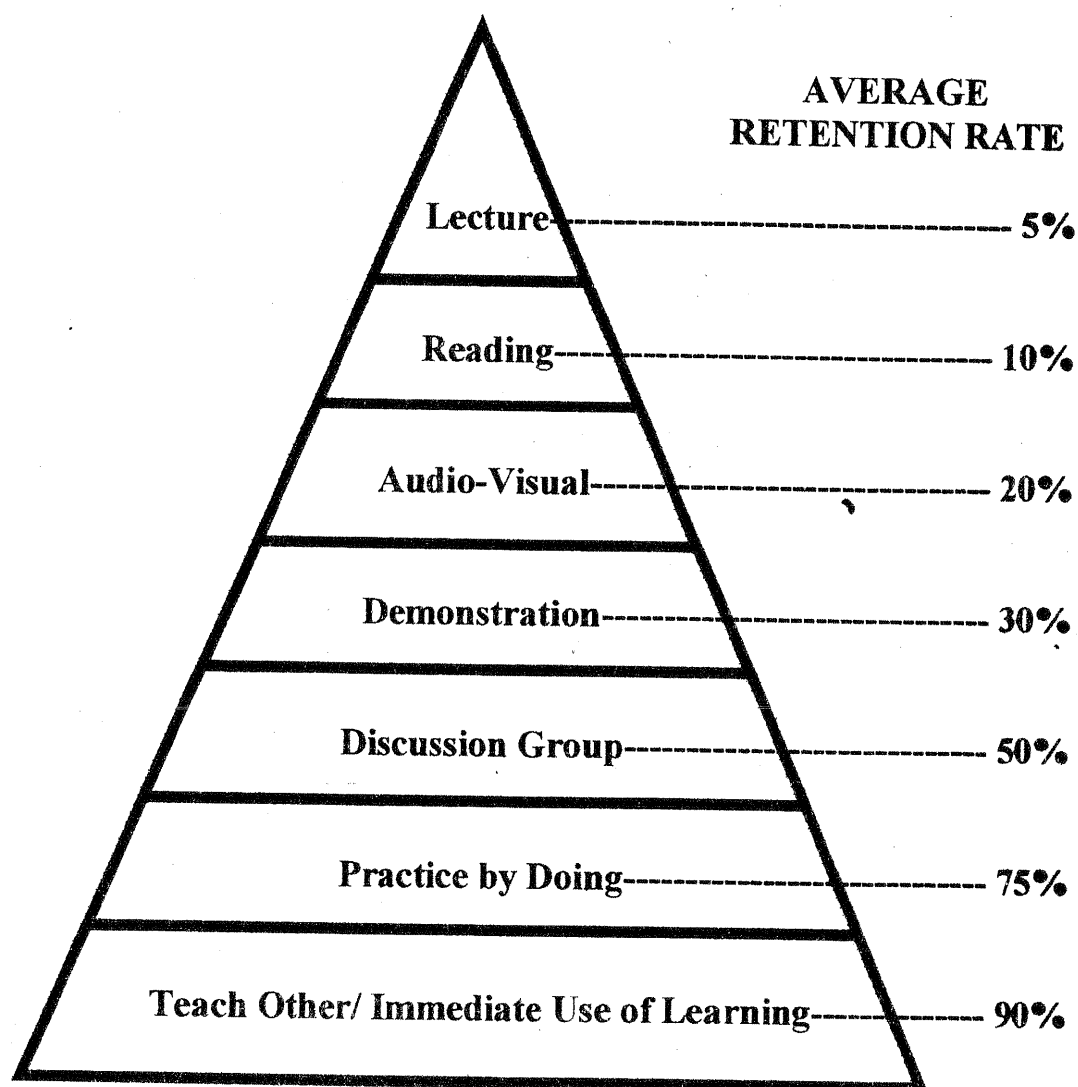 AVERAGE
RETENTION RATE
Lecture 5%
Reading 10%
Audio-Visual 20%
Demonstration 30%
Discussion Group 50%
Practice by Doing 75%
Teach Other/ Immediate Use of Learning 90%